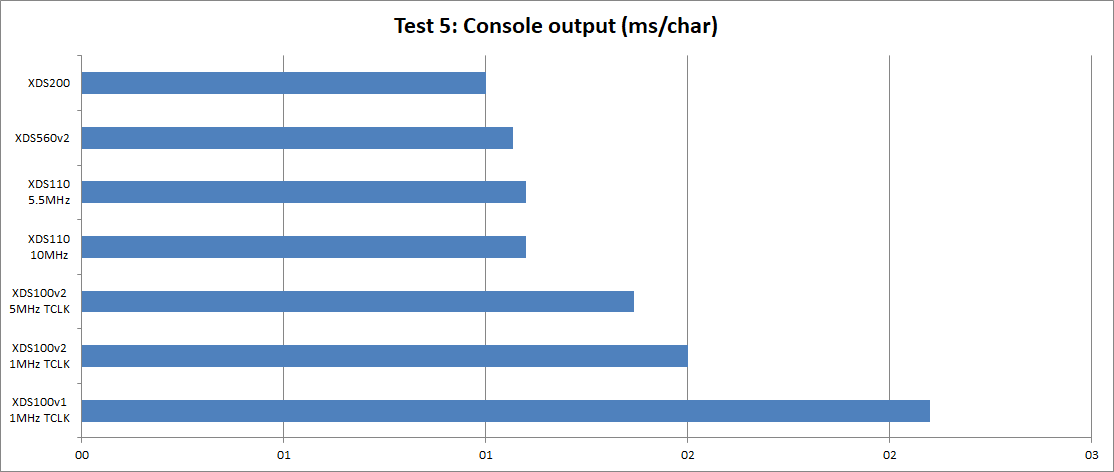 Test 5: Console output (ms/char)
XDS200
XDS560v2
XDS110
5.5MHz
XDS110
10MHz
XDS100v2
5MHz TCLK
XDS100v2
1MHz TCLK
XDS100v1
1MHz TCLK
00 01 01 02 02 03